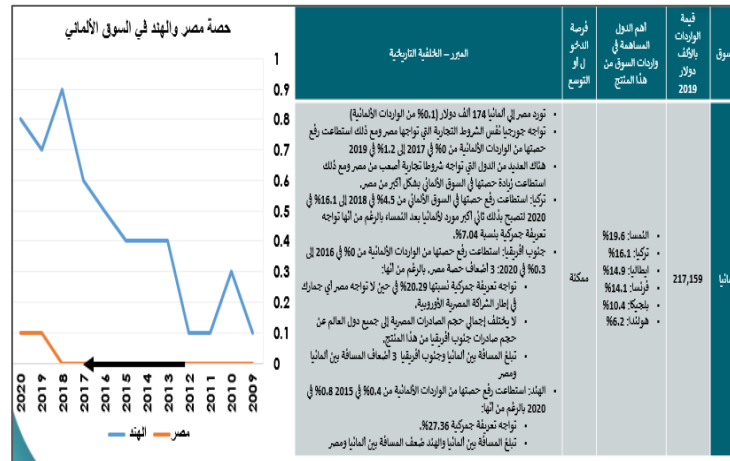 سوق
قيمة
الواردات
بالألف
دولار
2019
أهم الدول
المساهمة في
واردات السوق من
هذا المنتج
فرصة
الدخو
ل أو
التوسع
المبرر – الخلفية التاريخية
مانيا
217,159
النمسا: 19.6%
تركيا: 16.1%
ايطاليا: 14.9%
فرنسا: 14.1%
بلجيكا: 10.4%
هولندا: 6.2%
ممكنة
تورد مصر إلى ألمانيا 174 ألف دولار (0.1% من الواردات الألمانية)
تواجه جورجيا نفس الشروط التجارية التي تواجها مصر ومع ذلك استطاعت رفع
حصتها من الواردات الألمانية من 0% في 2017 إلى 1.2% في 2019
هناك العديد من الدول التي تواجه شروطا تجارية أصعب من مصر ومع ذلك
استطاعت زيادة حصتها في السوق الألماني بشكل أكبر من مصر.
تركيا: استطاعت رفع حصتها في السوق الألماني من 4.5% في 2018 إلى 16.1% في
2020 لتصبح بذلك ثاني أكبر مورد لألمانيا بعد النمساء بالرغم من أنها تواجه
تعريفة جمركية بنسبة 7.04%.
جنوب افريقيا: استطاعت رفع حصتها من الواردات الألمانية من 0% في 2016 إلى
0.3% في 2020: 3 أضعاف حصة مصر. بالرغم من أنها:
تواجه تعريفة جمركية نسبتها 20.29% في حين لا تواجه مصر أي جمارك
في إطار الشراكة المصرية الأوروبية.
لا يختلف إجمالي حجم الصادرات المصرية إلى جميع دول العالم عن
حجم صادرات جنوب أفريقيا من هذا المنتج.
تبلغ المسافة بين ألمانيا وجنوب أفريقيا 3 أضعاف المسافة بين ألمانيا
ومصر
الهند: استطاعت رفع حصتها من الواردات الألمانية من 0.4% في 2015 0.8% في
2020 بالرغم من أنها:
تواجه تعريفة جمركية 27.36%.
تبلغ المسافة بين ألمانيا والهند ضعف المسافة بين ألمانيا ومصر
حصة مصر والهند في السوق الألماني
1
0.9
0.8
0.7
0.6
0.5
0.4
0.3
0.2
0.1
0
2009
2010
2011
2012
2013
2014
2015
2016
2017
2018
2019
2020
مصر
الهند